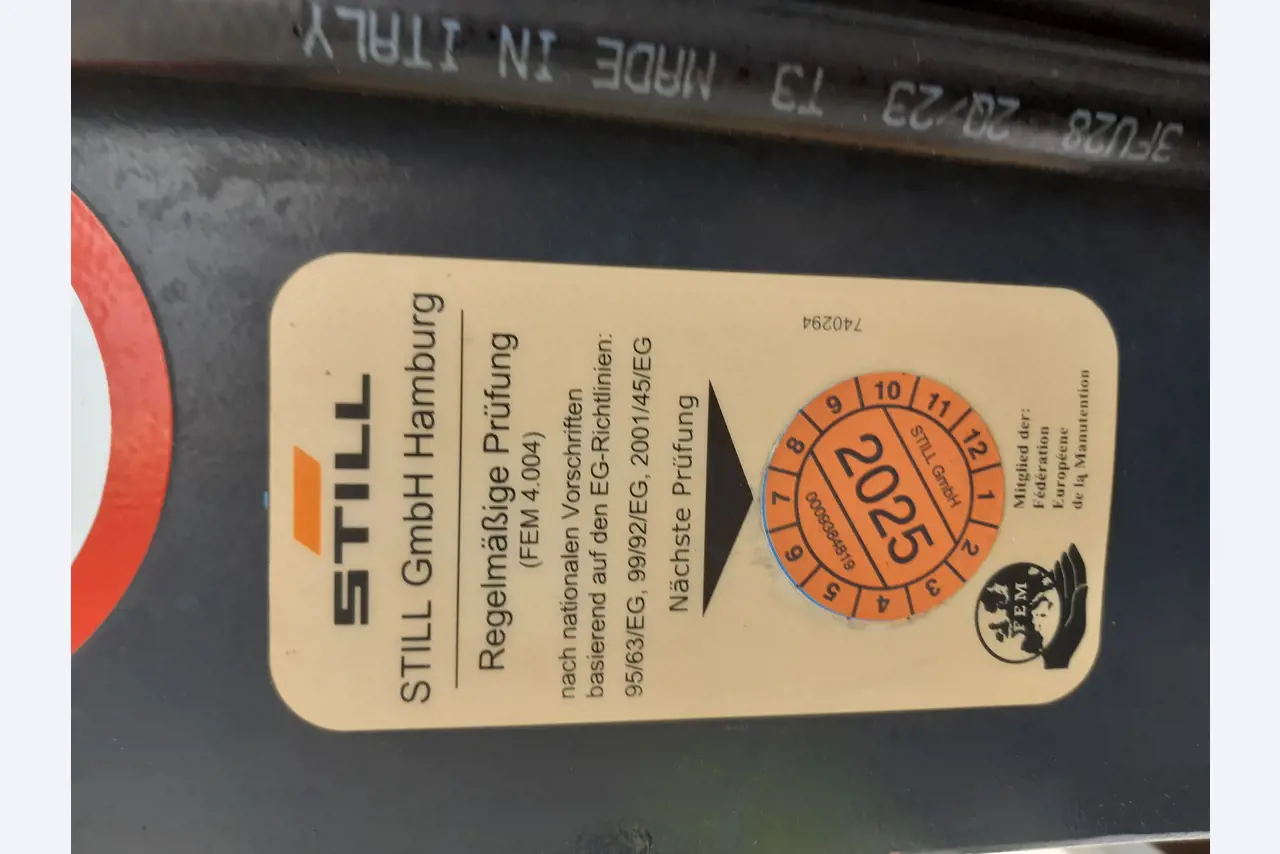 3FU28 2Q/23 T3 MADE IN ITALY
STILL
STILL GmbH Hamburg
Regelmäßige Prüfung
(FEM 4.004)
nach nationalen Vorschriften
basierend auf den EG-Richtlinien:
95/63/EG, 99/92/EG, 2001/45/EG
Nächste Prüfung
740294
1 2 3 4 5 6 7 8 9 10 11 12
STILL GmbH
2025
0009384819
FEM
Mitglied der:
Fédération
Européene
de la Manutention